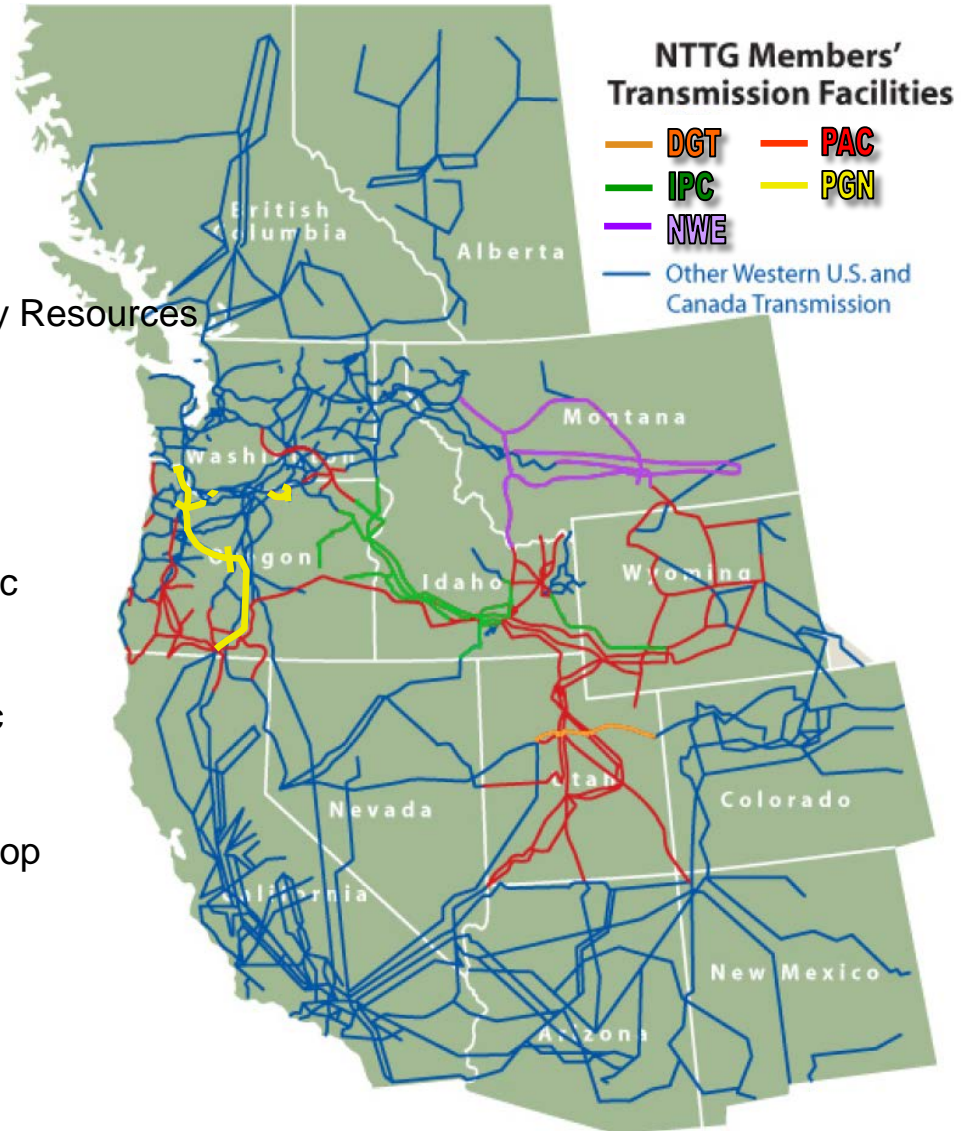 NTTG Members'
Transmission Facilities
DGT PAC
IPC PGN
NWE
Other Western U.S. and
Canada Transmission
British
Columbia
Alberta
y Resources
Montana
Washington
Oregon
Idaho
Wyoming
c
c
Utah
Nevada
Colorado
op
California
New Mexico
Arizona